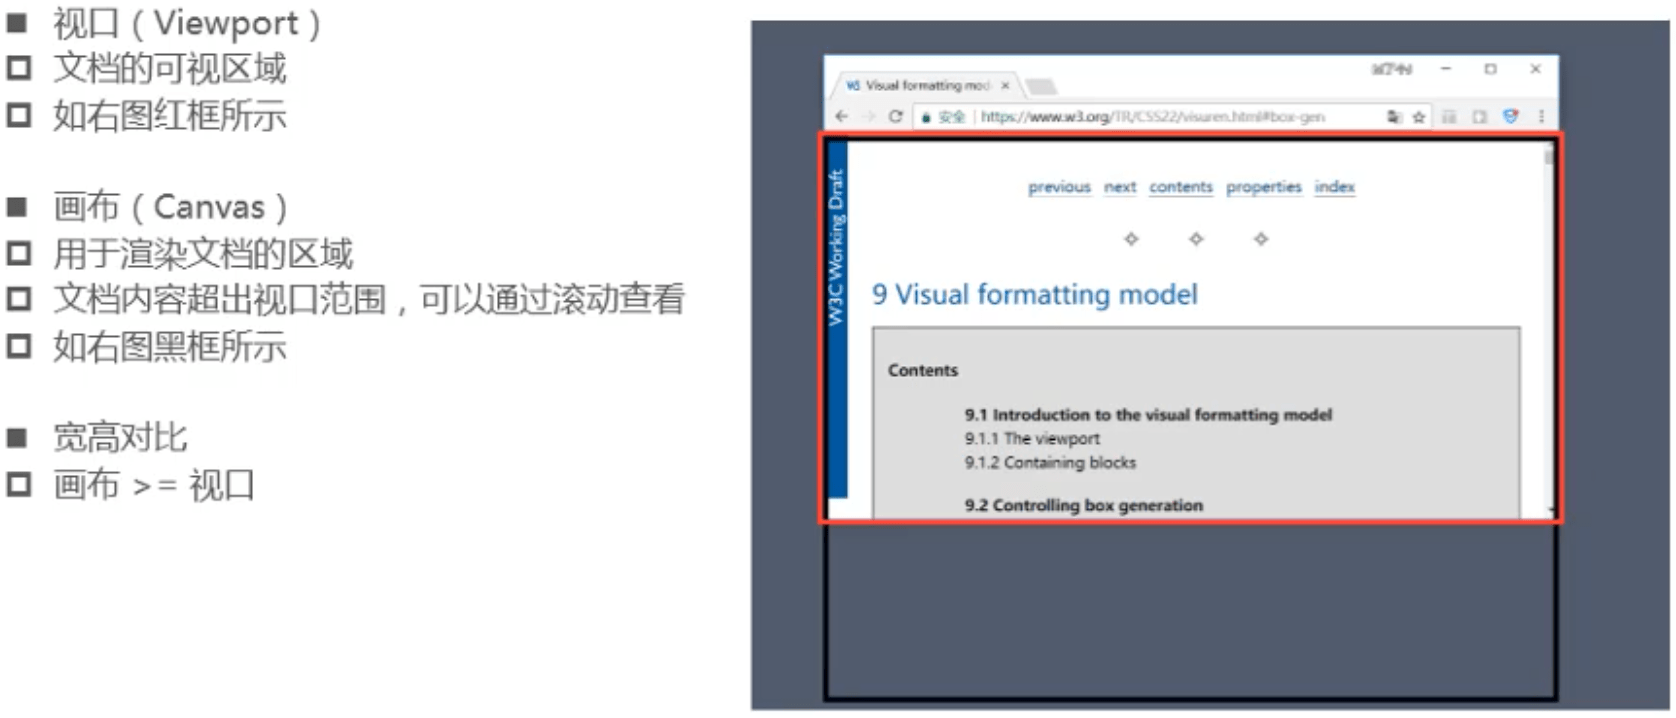 视口（Viewport）
文档的可视区域
如右图红框所示
画布（Canvas）
用于渲染文档的区域
文档内容超出视口范围，可以通过滚动查看
如右图黑框所示
宽高对比
画布 >= 视口
Visual formatting mod
安全 | https://www.w3.org/TR/CSS22/visuren.html#box-gen
W3C Working Draft
previous next contents properties index
9 Visual formatting model
Contents
9.1 Introduction to the visual formatting model
9.1.1 The viewport
9.1.2 Containing blocks
9.2 Controlling box generation